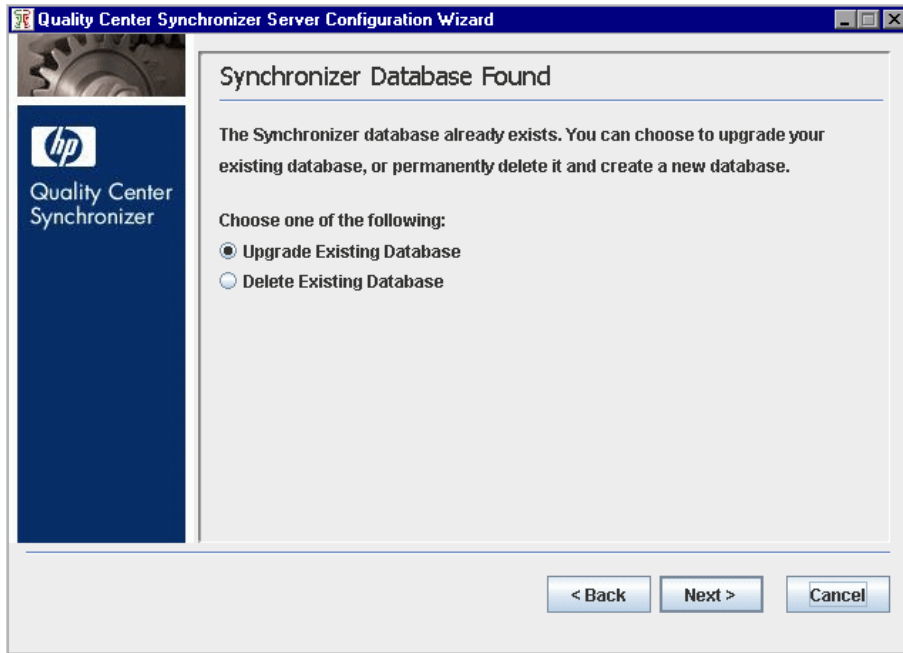 Quality Center Synchronizer Server Configuration Wizard
Synchronizer Database Found
The Synchronizer database already exists. You can choose to upgrade your
existing database, or permanently delete it and create a new database.
hp
Quality Center
Synchronizer
Choose one of the following:
Upgrade Existing Database
Delete Existing Database
< Back
Next >
Cancel